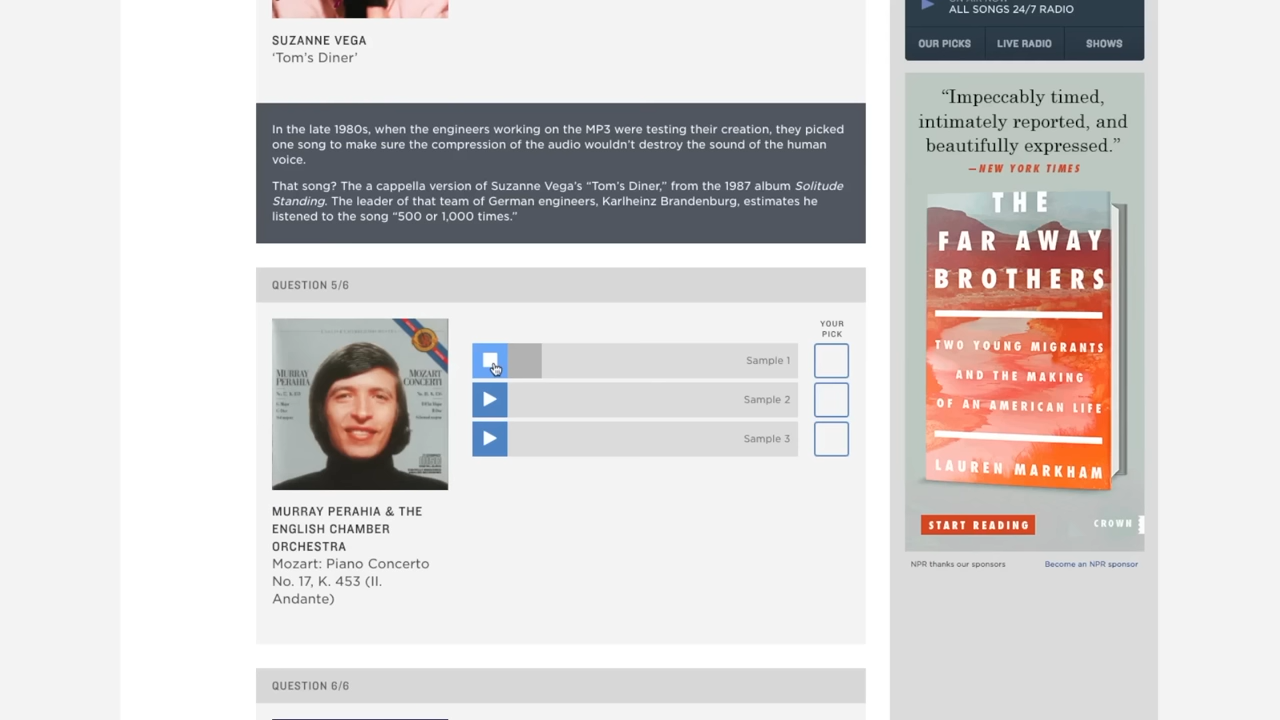 SUZANNE VEGA
‘Tom’s Diner’
In the late 1980s, when the engineers working on the MP3 were testing their creation, they picked
one song to make sure the compression of the audio wouldn’t destroy the sound of the human
voice.
That song? The a cappella version of Suzanne Vega’s “Tom’s Diner,” from the 1987 album Solitude
Standing. The leader of that team of German engineers, Karlheinz Brandenburg, estimates he
listened to the song “500 or 1,000 times.”
QUESTION 5/6
MURRAY PERAHIA
MOZART CONCERTI
YOUR
PICK
Sample 1
Sample 2
Sample 3
MURRAY PERAHIA & THE
ENGLISH CHAMBER
ORCHESTRA
Mozart: Piano Concerto
No. 17, K. 453 (II.
Andante)
QUESTION 6/6
ALL SONGS 24/7 RADIO
OUR PICKS
LIVE RADIO
SHOWS
“Impeccably timed,
intimately reported, and
beautifully expressed.”
—NEW YORK TIMES
THE
FAR AWAY
BROTHERS
TWO YOUNG MIGRANTS
AND THE MAKING
OF AN AMERICAN LIFE
LAUREN MARKHAM
START READING
CROWN
NPR thanks our sponsors
Become an NPR sponsor